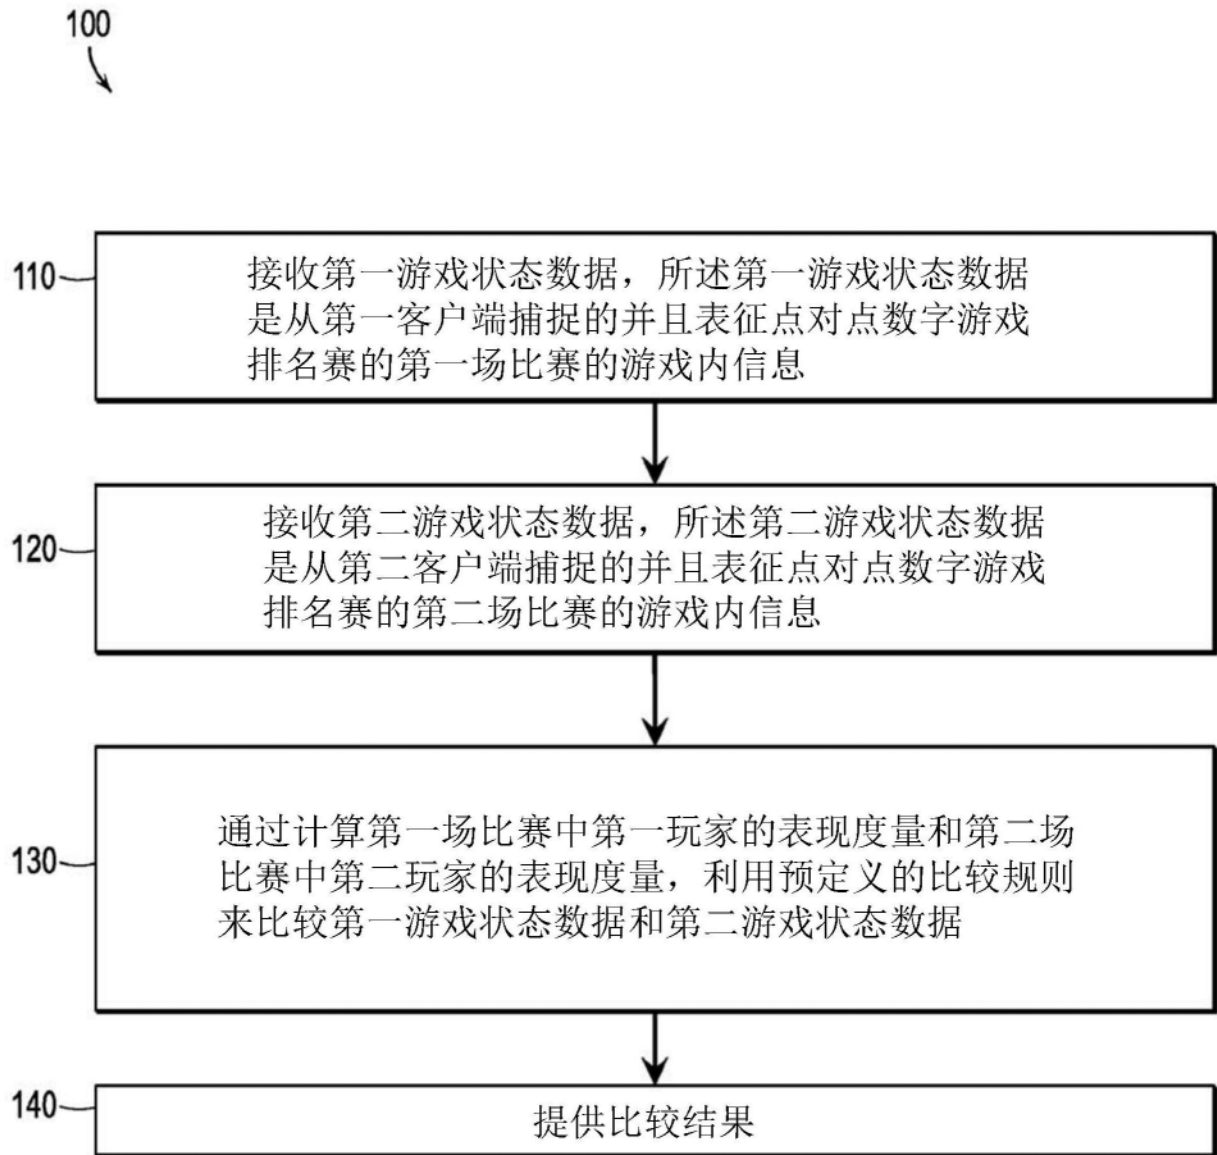 100
110
接收第一游戏状态数据，所述第一游戏状态数据
是从第一客户端捕捉的并且表征点对点数字游戏
排名赛的第一场比赛的游戏内信息
120
接收第二游戏状态数据，所述第二游戏状态数据
是从第二客户端捕捉的并且表征点对点数字游戏
排名赛的第二场比赛的游戏内信息
130
通过计算第一场比赛中第一玩家的表现度量和第二场
比赛中第二玩家的表现度量，利用预定义的比较规则
来比较第一游戏状态数据和第二游戏状态数据
140
提供比较结果